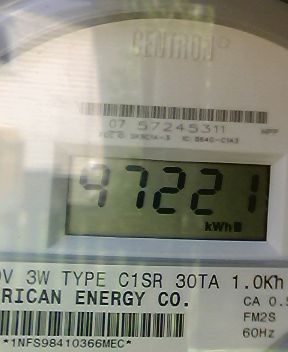 CENTRON
07 57245311
97221
kWh
0V 3W TYPE C1SR 30TA 1.0Kh
RICAN ENERGY CO.
CA 0.
FM2S
*1NFS98410366MEC*
60Hz